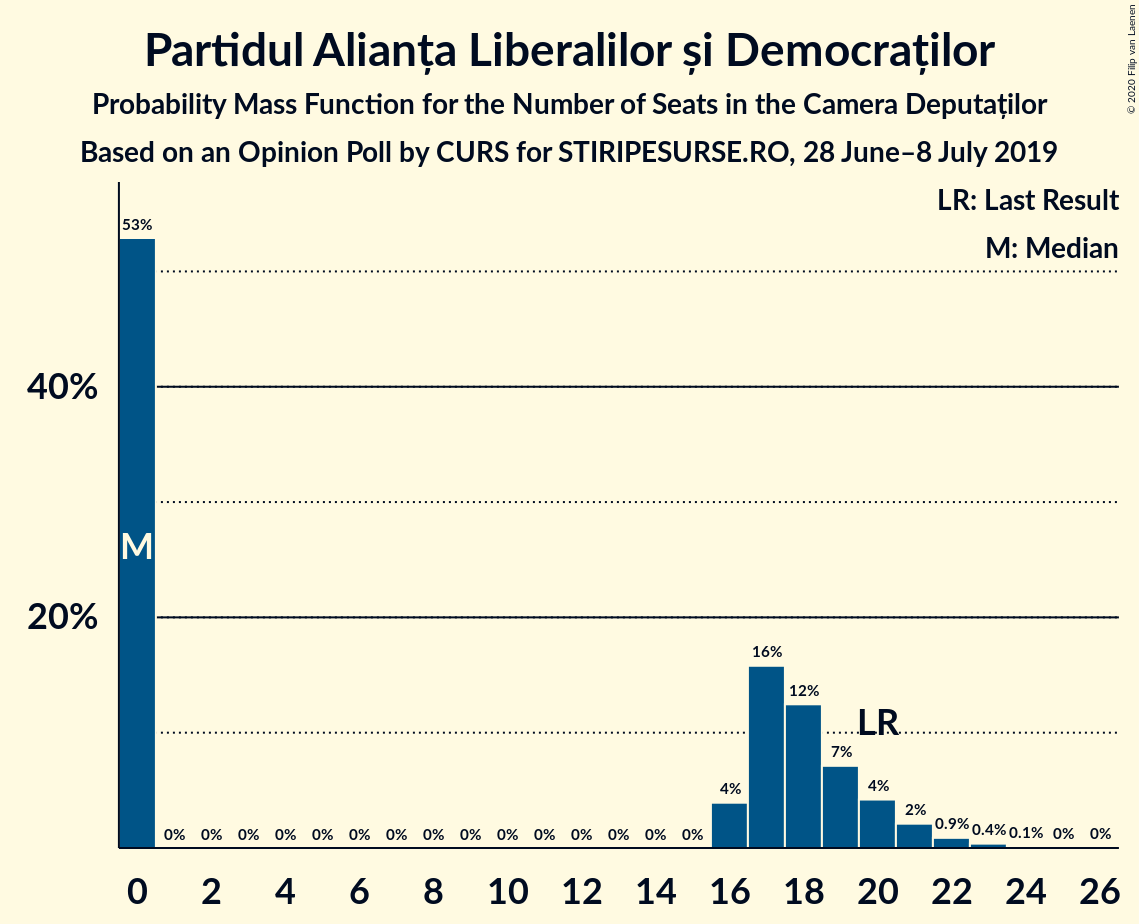 Partidul Alianța Liberalilor și Democraților
Probability Mass Function for the Number of Seats in the Camera Deputaților
Based on an Opinion Poll by CURS for STIRIPESURSE.RO, 28 June–8 July 2019
© 2020 Filip van Laenen
LR: Last Result
M: Median
53%
40%
M
20%
16%
12%
LR
7%
4%
4%
2%
0.9%
0.4%
0.1%
0%
0%
0% 0% 0% 0% 0% 0% 0% 0% 0% 0% 0% 0% 0% 0% 0%
0 2 4 6 8 10 12 14 16 18 20 22 24 26